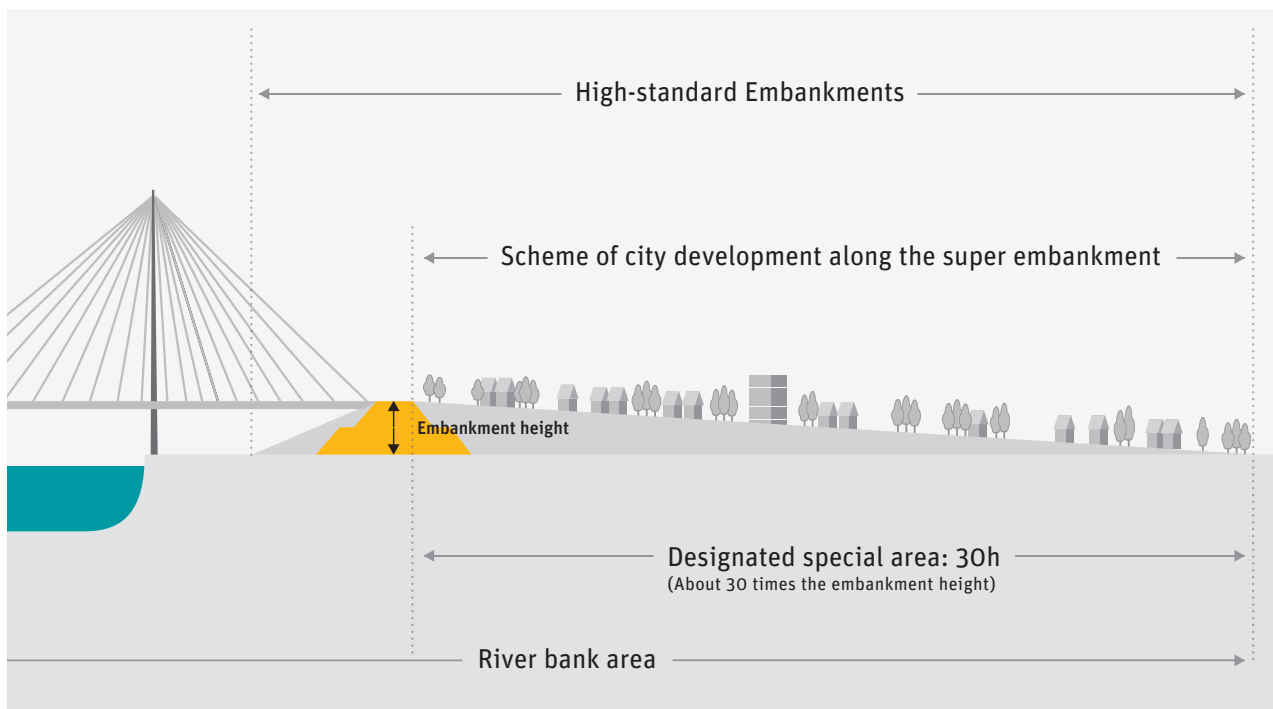 High-standard Embankments
Scheme of city development along the super embankment
Embankment height
Designated special area: 30h
(About 30 times the embankment height)
River bank area